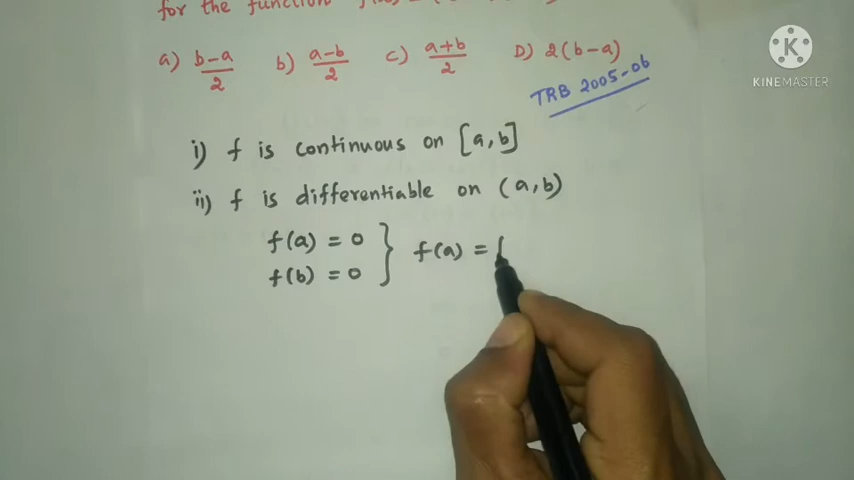 for the function
a) b-a/2 b) a-b/2 c) a+b/2 D) 2(b-a)
TRB 2005-06
i) f is continuous on [a,b]
ii) f is differentiable on (a,b)
f(a) = 0
f(b) = 0 } f(a) =
K
KINEMASTER